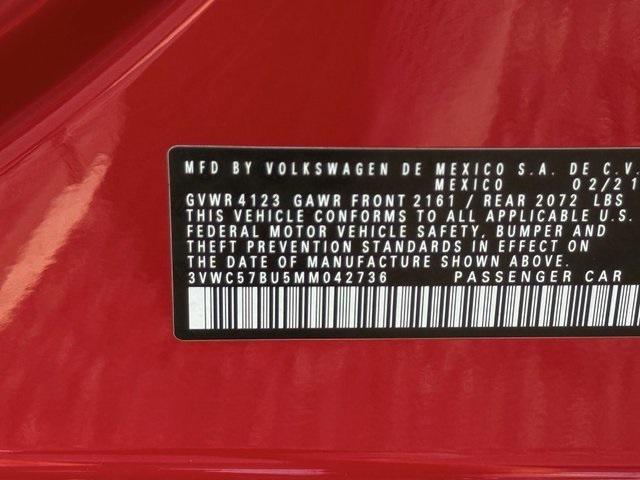 MFD BY VOLKSWAGEN DE MEXICO S.A. DE C.V.
MEXICO 02/21
GVWR 4123 GAWR FRONT 2161 / REAR 2072 LBS
THIS VEHICLE CONFORMS TO ALL APPLICABLE U.S.
FEDERAL MOTOR VEHICLE SAFETY, BUMPER AND
THEFT PREVENTION STANDARDS IN EFFECT ON
THE DATE OF MANUFACTURE SHOWN ABOVE.
3VWC57BU5MM042736 PASSENGER CAR